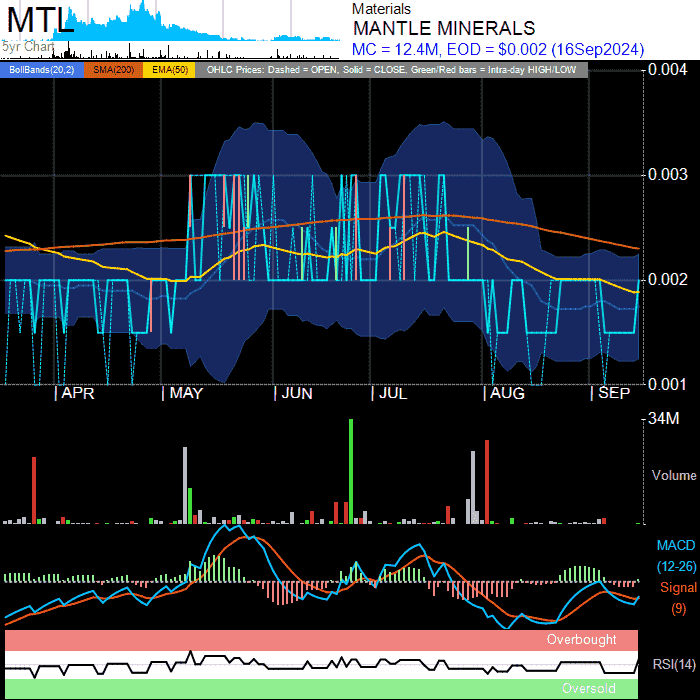 MTL
5yr Chart
Materials
MANTLE MINERALS
MC = 12.4M, EOD = $0.002 (16Sep2024)
BollBands(20,2) SMA(200) EMA(50) OHLC Prices: Dashed = OPEN, Solid = CLOSE, Green/Red bars = Intra-day HIGH/LOW
0.004
0.003
0.002
0.001
APR MAY JUN JUL AUG SEP
34M
Volume
MACD
(12-26)
Signal
(9)
Overbought
RSI(14)
Oversold